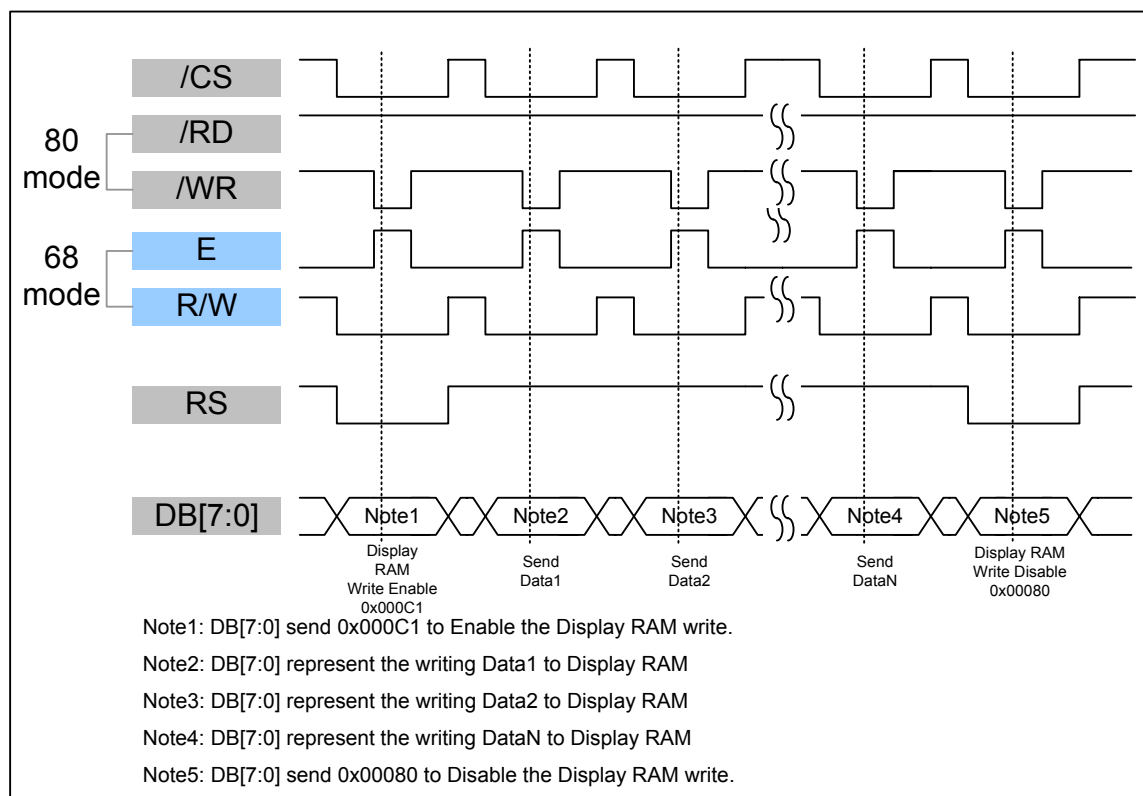 /CS
/RD
80
mode
/WR
E
68
mode
R/W
RS
DB[7:0]
Note1
Note2
Note3
Note4
Note5
Display
RAM
Write Enable
0x000C1
Send
Data1
Send
Data2
Send
DataN
Display RAM
Write Disable
0x00080
Note1: DB[7:0] send 0x000C1 to Enable the Display RAM write.
Note2: DB[7:0] represent the writing Data1 to Display RAM
Note3: DB[7:0] represent the writing Data2 to Display RAM
Note4: DB[7:0] represent the writing DataN to Display RAM
Note5: DB[7:0] send 0x00080 to Disable the Display RAM write.